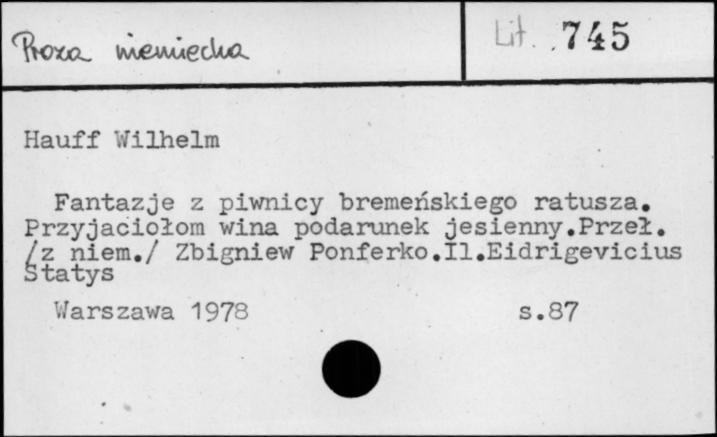 Proza niemiecka
Lit. 745
Hauff Wilhelm
Fantazje z piwnicy bremeńskiego ratusza.
Przyjaciołom wina podarunek jesienny.Przeł.
/z niem./ Zbigniew Ponferko.Il.Eidrigevicius
Statys
Warszawa 1978 s.87